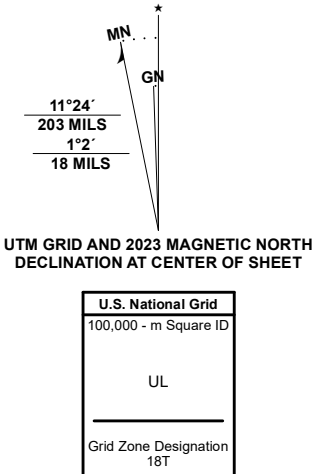 ★
MN
GN
11°24´
203 MILS
1°2´
18 MILS
UTM GRID AND 2023 MAGNETIC NORTH
DECLINATION AT CENTER OF SHEET
U.S. National Grid
100,000 - m Square ID
UL
Grid Zone Designation
18T